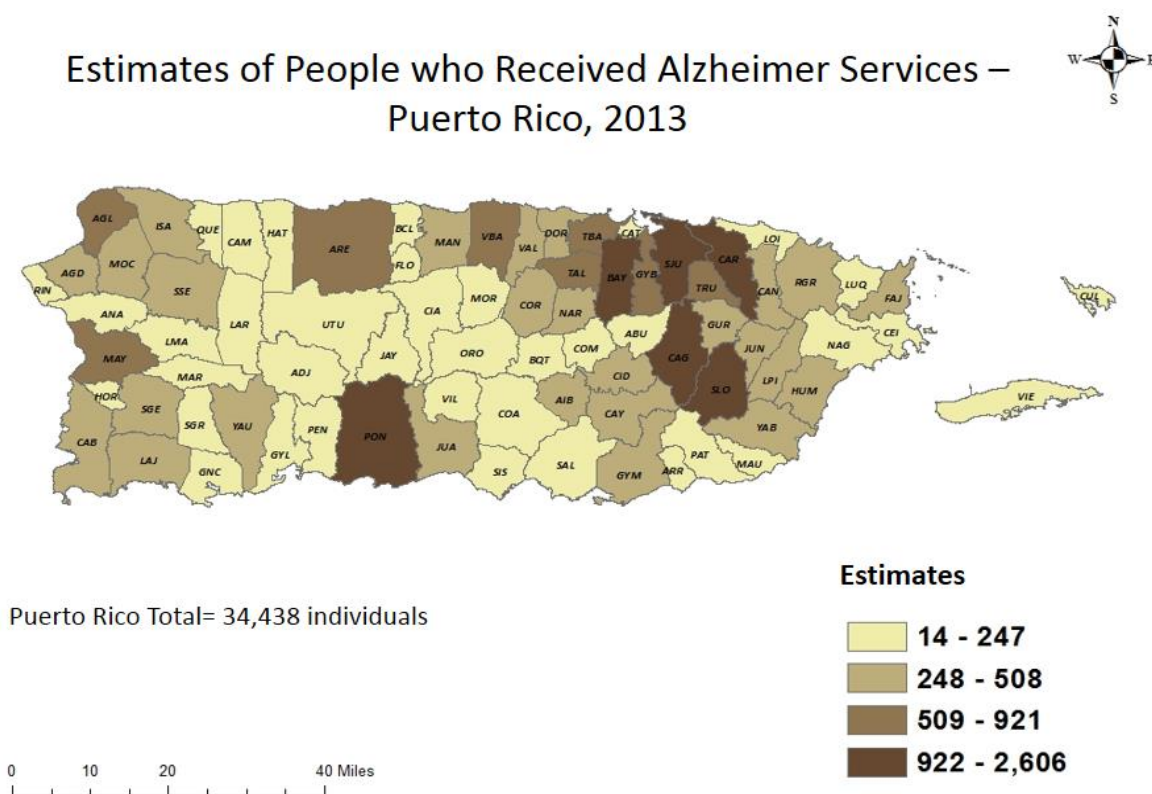 N
W E
S
Estimates of People who Received Alzheimer Services –
Puerto Rico, 2013
AGL
ISA
QUE
CAM
HAT
ARE
BCL
MAN
VBA
VAL
DOR
TBA
CAT
SJU
CAR
LOI
AGD
MOC
FLO
TAL
BAY
GYB
TRU
CAN
RGR
LUQ
FAJ
CUL
RIN
SSE
ANA
LAR
UTU
CIA
MOR
COR
NAR
ABU
GUR
JUN
NAG
CEI
MAY
LMA
MAR
ADJ
JAY
ORO
BQT
COM
CID
CAG
SLO
LPI
HUM
VIE
HOR
SGE
SGR
YAU
GYL
PEN
PON
VIL
COA
AIB
CAY
YAB
CAB
LAJ
GNC
JUA
SIS
SAL
GYM
ARR
PAT
MAU
Estimates
Puerto Rico Total= 34,438 individuals
14 - 247
248 - 508
509 - 921
922 - 2,606
0 10 20 40 Miles